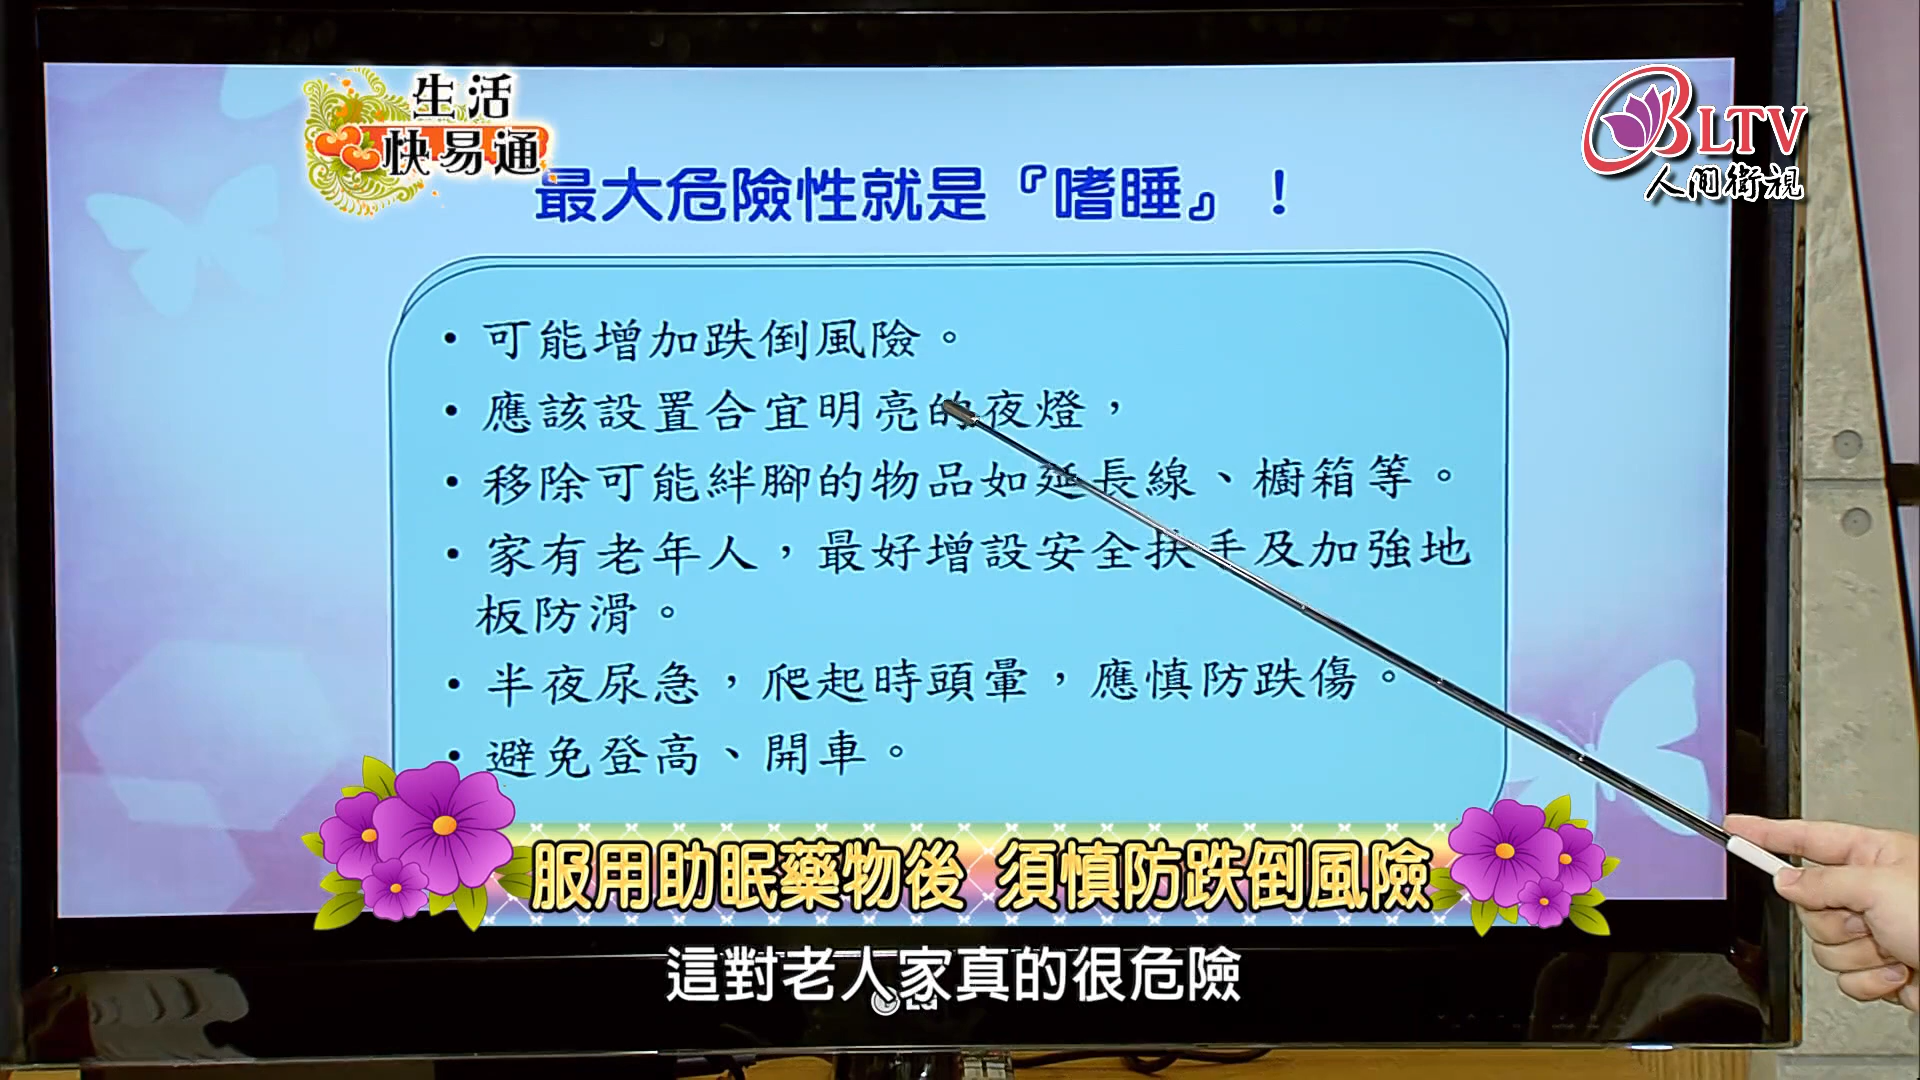 生活
快易通
BLTV
人間衛視
最大危險性就是『嗜睡』！
• 可能增加跌倒風險。
• 應該設置合宜明亮的夜燈，
• 移除可能絆腳的物品如延長線、櫥箱等。
• 家有老年人，最好增設安全扶手及加強地
板防滑。
• 半夜尿急，爬起時頭暈，應慎防跌傷。
• 避免登高、開車。
服用助眠藥物後 須慎防跌倒風險
這對老人家真的很危險
LG